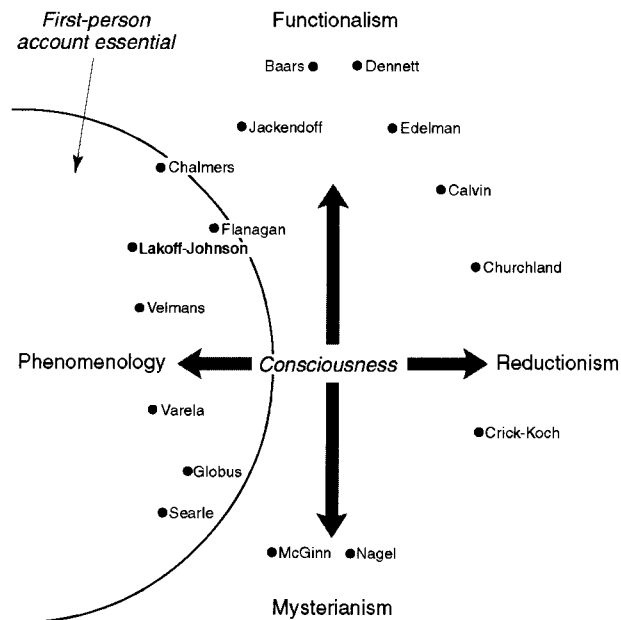 First-person
account essential
Functionalism
Baars
Dennett
Jackendoff
Edelman
Chalmers
Calvin
Flanagan
Lakoff-Johnson
Churchland
Velmans
Phenomenology
Consciousness
Reductionism
Varela
Crick-Koch
Globus
Searle
McGinn
Nagel
Mysterianism